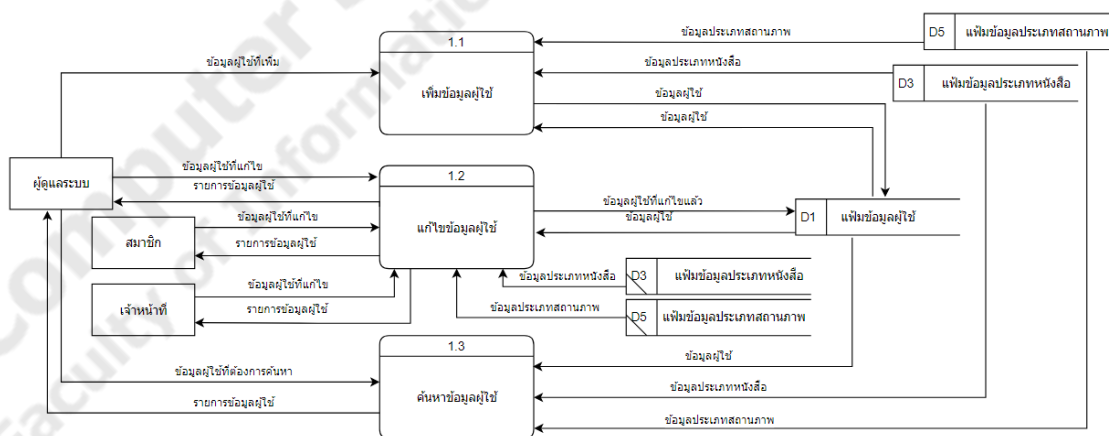 Computer
Faculty of Informati
1.1
เพิ่มข้อมูลผู้ใช้
ข้อมูลประเภทสถานภาพ
D5 แฟ้มข้อมูลประเภทสถานภาพ
ข้อมูลผู้ใช้ที่เพิ่ม
ข้อมูลประเภทหนังสือ
D3 แฟ้มข้อมูลประเภทหนังสือ
ข้อมูลผู้ใช้
ข้อมูลผู้ใช้
ผู้ดูแลระบบ
ข้อมูลผู้ใช้ที่แก้ไข
รายการข้อมูลผู้ใช้
1.2
แก้ไขข้อมูลผู้ใช้
ข้อมูลผู้ใช้ที่แก้ไขแล้ว
ข้อมูลผู้ใช้
D1 แฟ้มข้อมูลผู้ใช้
สมาชิก
ข้อมูลผู้ใช้ที่แก้ไข
รายการข้อมูลผู้ใช้
ข้อมูลประเภทหนังสือ
D3 แฟ้มข้อมูลประเภทหนังสือ
เจ้าหน้าที่
ข้อมูลผู้ใช้ที่แก้ไข
รายการข้อมูลผู้ใช้
ข้อมูลประเภทสถานภาพ
D5 แฟ้มข้อมูลประเภทสถานภาพ
1.3
ค้นหาข้อมูลผู้ใช้
ข้อมูลผู้ใช้
ข้อมูลผู้ใช้ที่ต้องการค้นหา
ข้อมูลประเภทหนังสือ
รายการข้อมูลผู้ใช้
ข้อมูลประเภทสถานภาพ